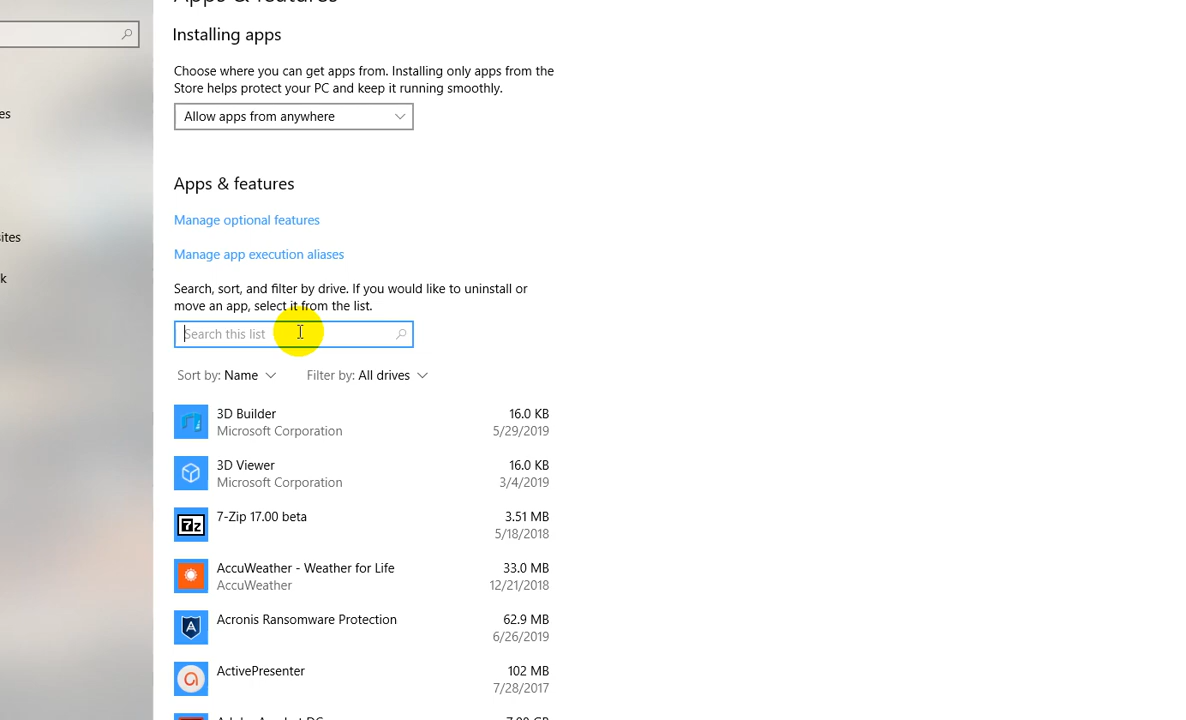 Apps & features
Installing apps
es
Choose where you can get apps from. Installing only apps from the
Store helps protect your PC and keep it running smoothly.
Allow apps from anywhere
Apps & features
Manage optional features
sites
Manage app execution aliases
k
Search, sort, and filter by drive. If you would like to uninstall or
move an app, select it from the list.
Search this list
Sort by: Name Filter by: All drives
3D Builder 16.0 KB
Microsoft Corporation 5/29/2019
3D Viewer 16.0 KB
Microsoft Corporation 3/4/2019
7-Zip 17.00 beta 3.51 MB
7z 5/18/2018
AccuWeather - Weather for Life 33.0 MB
AccuWeather 12/21/2018
Acronis Ransomware Protection 62.9 MB
A 6/26/2019
ActivePresenter 102 MB
7/28/2017
Adobe Acrobat DC